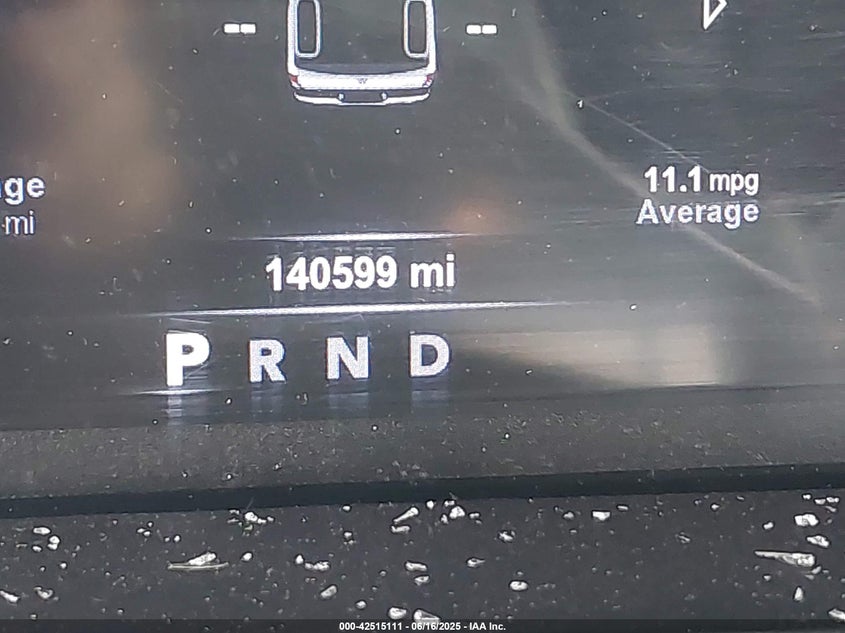 -- --
ge
mi
11.1 mpg
Average
140599 mi
P R N D
000-42515111 - 06/16/2025 - IAA Inc.